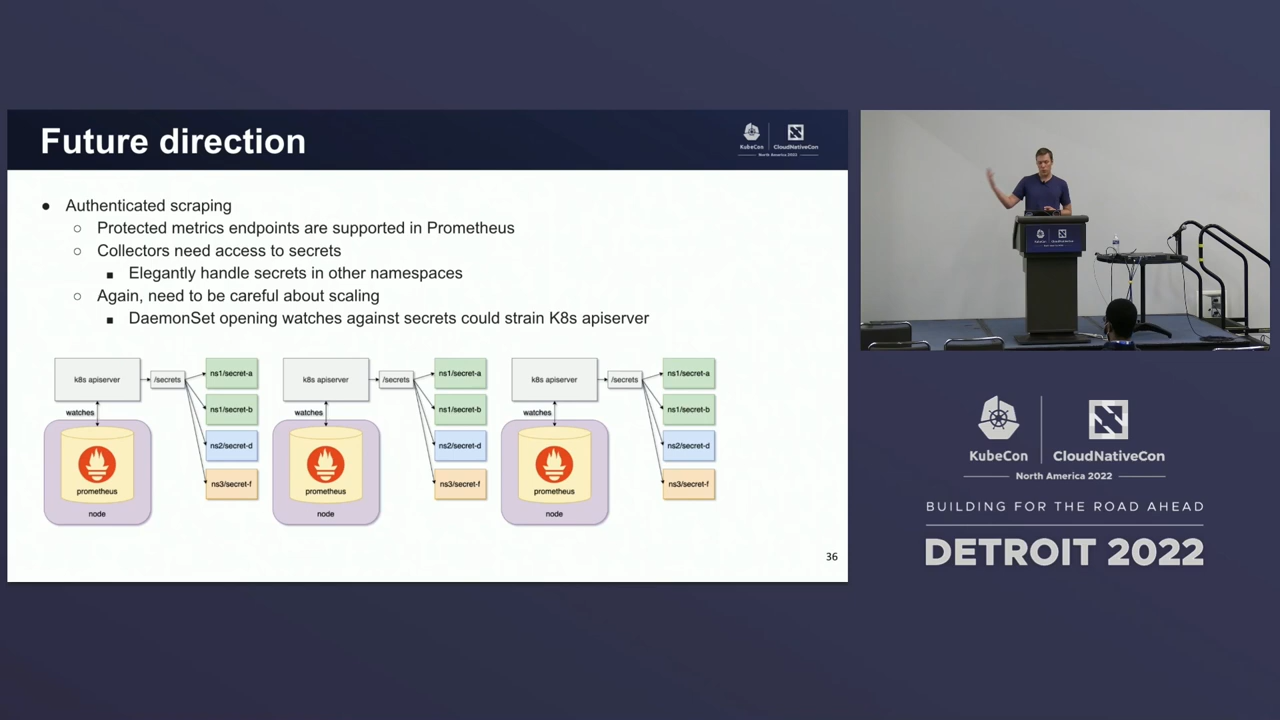 Future direction
KubeCon
CloudNativeCon
North America 2022
● Authenticated scraping
○ Protected metrics endpoints are supported in Prometheus
○ Collectors need access to secrets
■ Elegantly handle secrets in other namespaces
○ Again, need to be careful about scaling
■ DaemonSet opening watches against secrets could strain K8s apiserver
k8s apiserver
/secrets
ns1/secret-a
ns1/secret-b
ns2/secret-d
ns3/secret-f
watches
prometheus
node
k8s apiserver
/secrets
ns1/secret-a
ns1/secret-b
ns2/secret-d
ns3/secret-f
watches
prometheus
node
k8s apiserver
/secrets
ns1/secret-a
ns1/secret-b
ns2/secret-d
ns3/secret-f
watches
prometheus
node
36
KubeCon
CloudNativeCon
North America 2022
BUILDING FOR THE ROAD AHEAD
DETROIT 2022